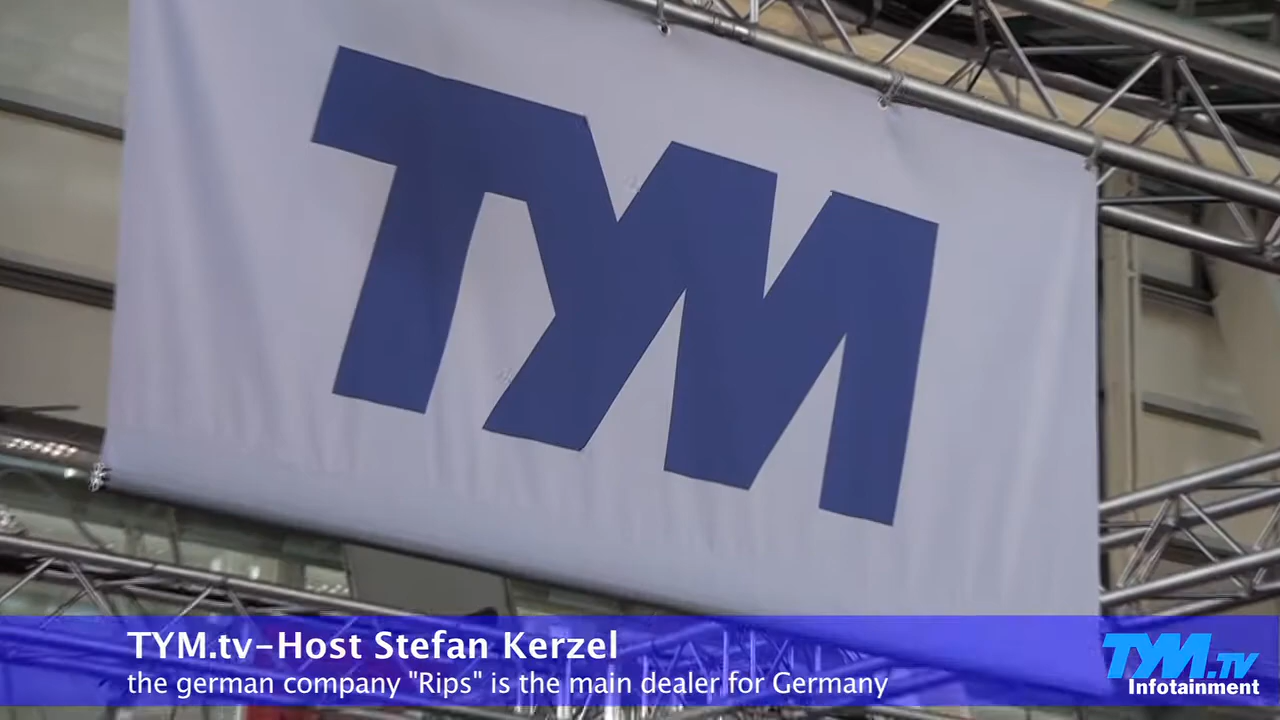 TYM
TYM.tv-Host Stefan Kerzel
the german company "Rips" is the main dealer for Germany
TYM.TV
Infotainment